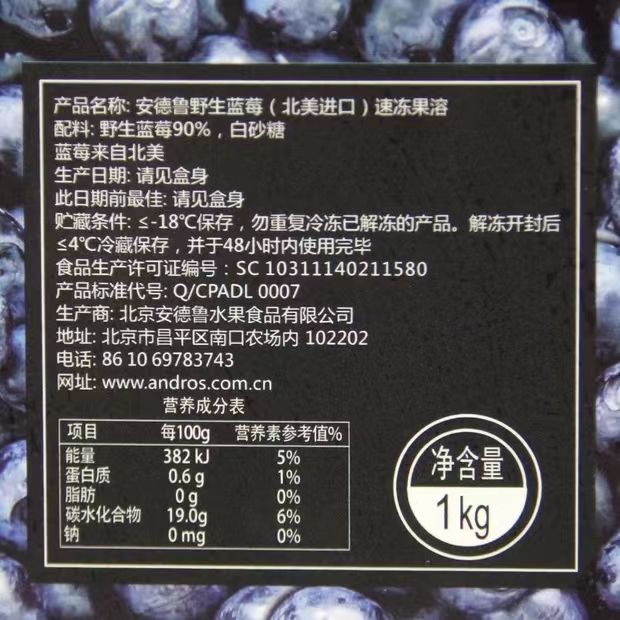 产品名称: 安德鲁野生蓝莓（北美进口）速冻果溶
配料: 野生蓝莓90%，白砂糖
蓝莓来自北美
生产日期: 请见盒身
此日期前最佳: 请见盒身
贮藏条件: ≤-18℃保存，勿重复冷冻已解冻的产品。解冻开封后
≤4℃冷藏保存，并于48小时内使用完毕
食品生产许可证编号：SC 10311140211580
产品标准代号: Q/CPADL 0007
生产商: 北京安德鲁水果食品有限公司
地址: 北京市昌平区南口农场内 102202
电话: 86 10 69783743
网址: www.andros.com.cn
营养成分表
项目 每100g 营养素参考值%
能量 382 kJ 5%
蛋白质 0.6 g 1%
脂肪 0 g 0%
碳水化合物 19.0g 6%
钠 0 mg 0%
净含量
1 kg